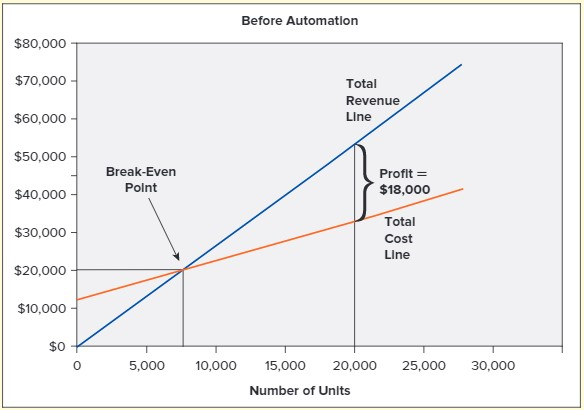 Before Automation
$80,000
$70,000
$60,000
$50,000
$40,000
$30,000
$20,000
$10,000
$0
Total
Revenue
Line
Break-Even
Point
Profit =
$18,000
Total
Cost
Line
0
5,000
10,000
15,000
20,000
25,000
30,000
Number of Units